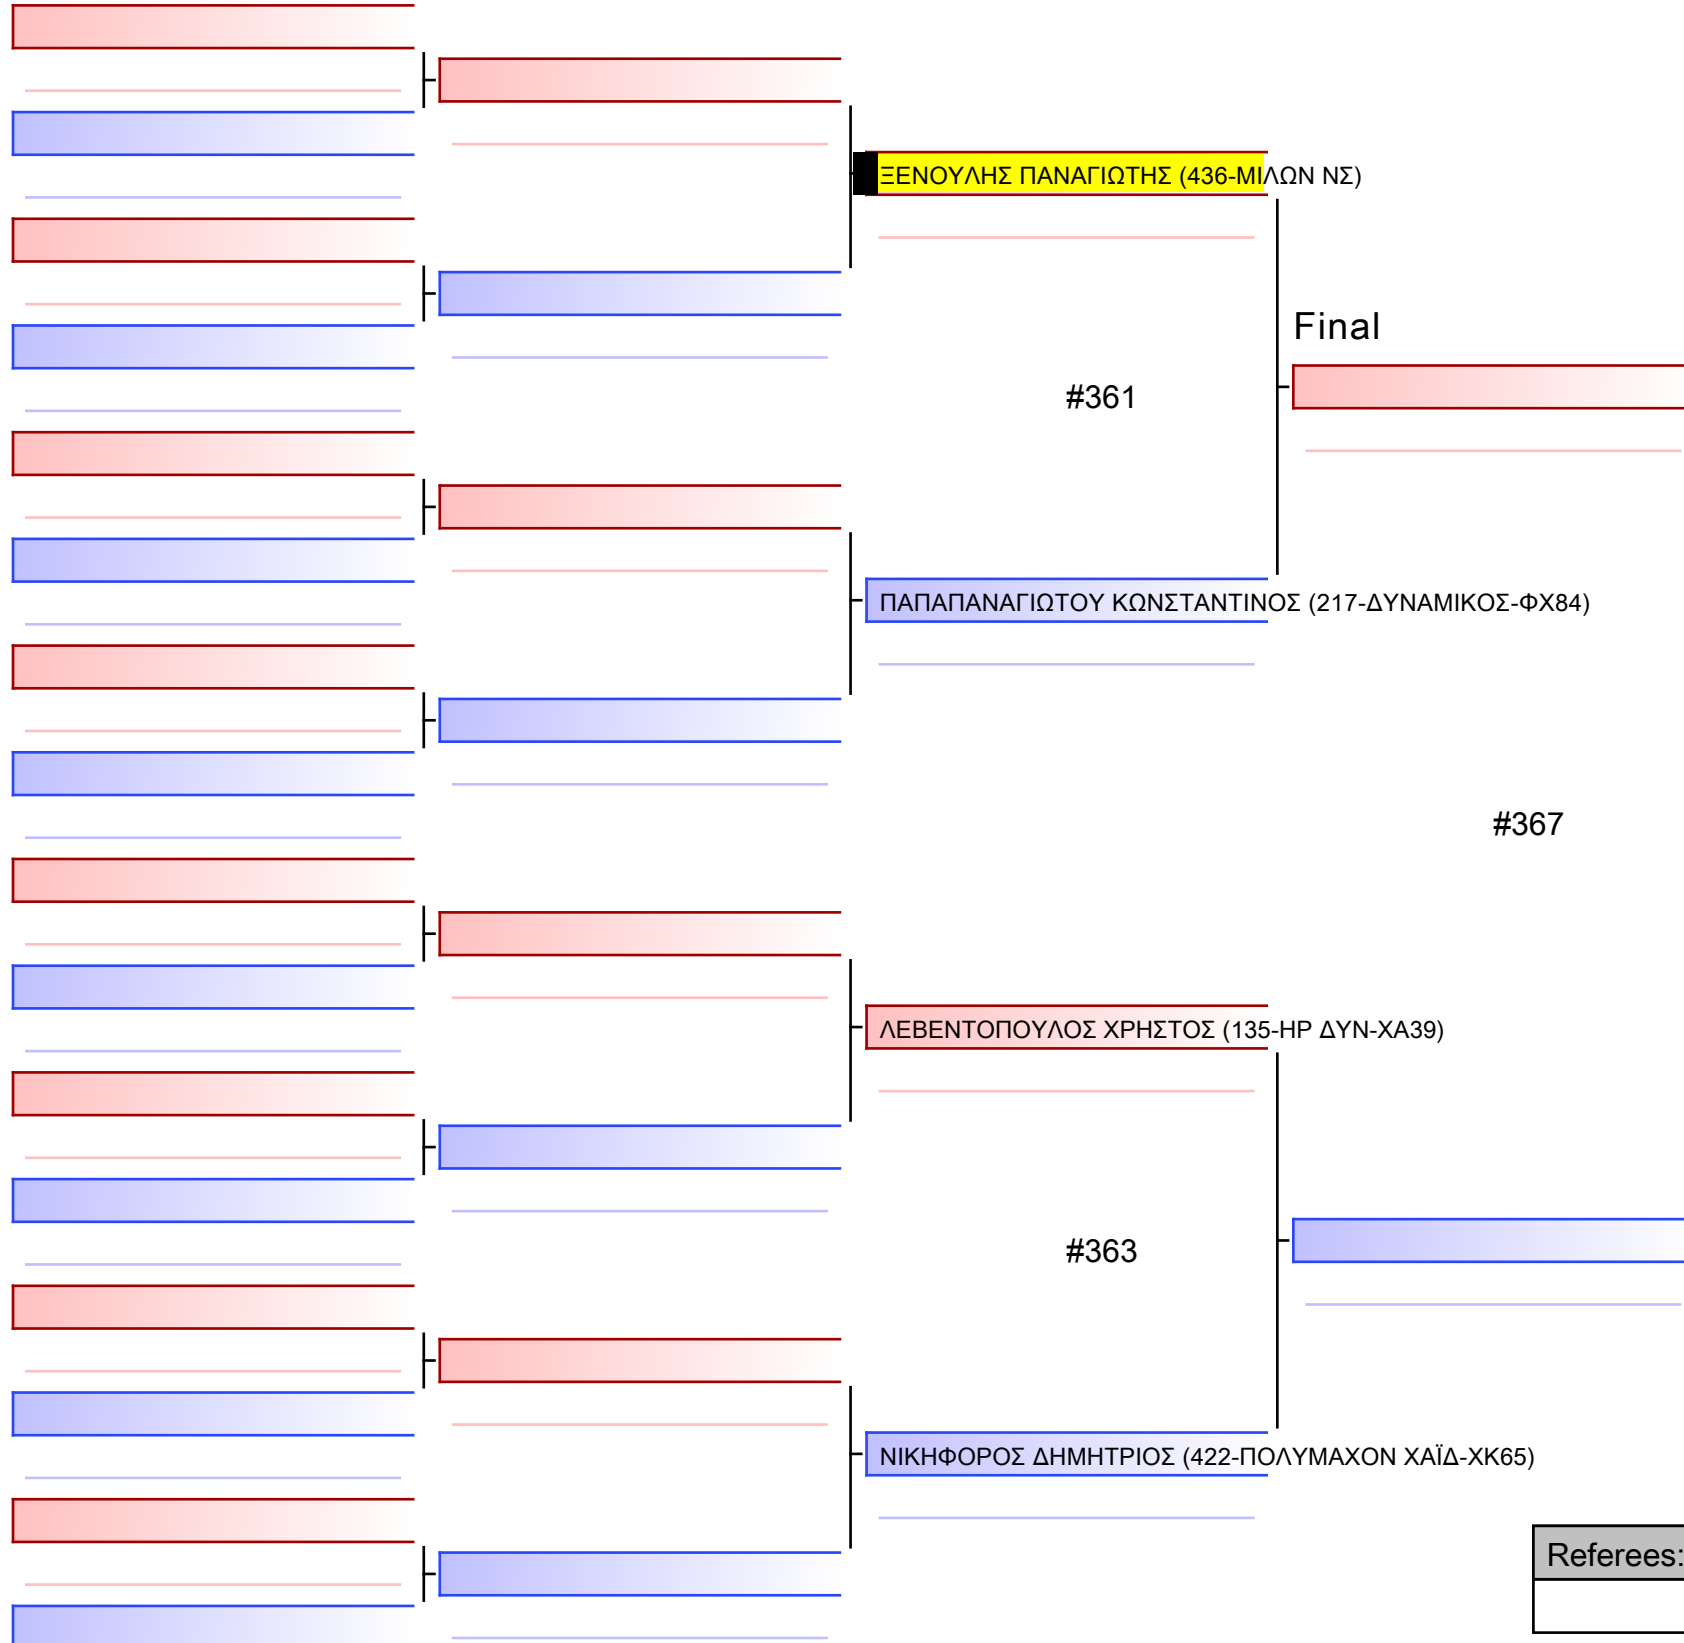 ΞΕΝΟΥΛΗΣ ΠΑΝΑΓΙΩΤΗΣ (436-ΜΙΛΩΝ ΝΣ)
Final
#361
ΠΑΠΑΠΑΝΑΓΙΩΤΟΥ ΚΩΝΣΤΑΝΤΙΝΟΣ (217-ΔΥΝΑΜΙΚΟΣ-ΦΧ84)
#367
ΛΕΒΕΝΤΟΠΟΥΛΟΣ ΧΡΗΣΤΟΣ (135-ΗΡ ΔΥΝ-ΧΑ39)
#363
ΝΙΚΗΦΟΡΟΣ ΔΗΜΗΤΡΙΟΣ (422-ΠΟΛΥΜΑΧΟΝ ΧΑΪΔ-ΧΚ65)
Referees: